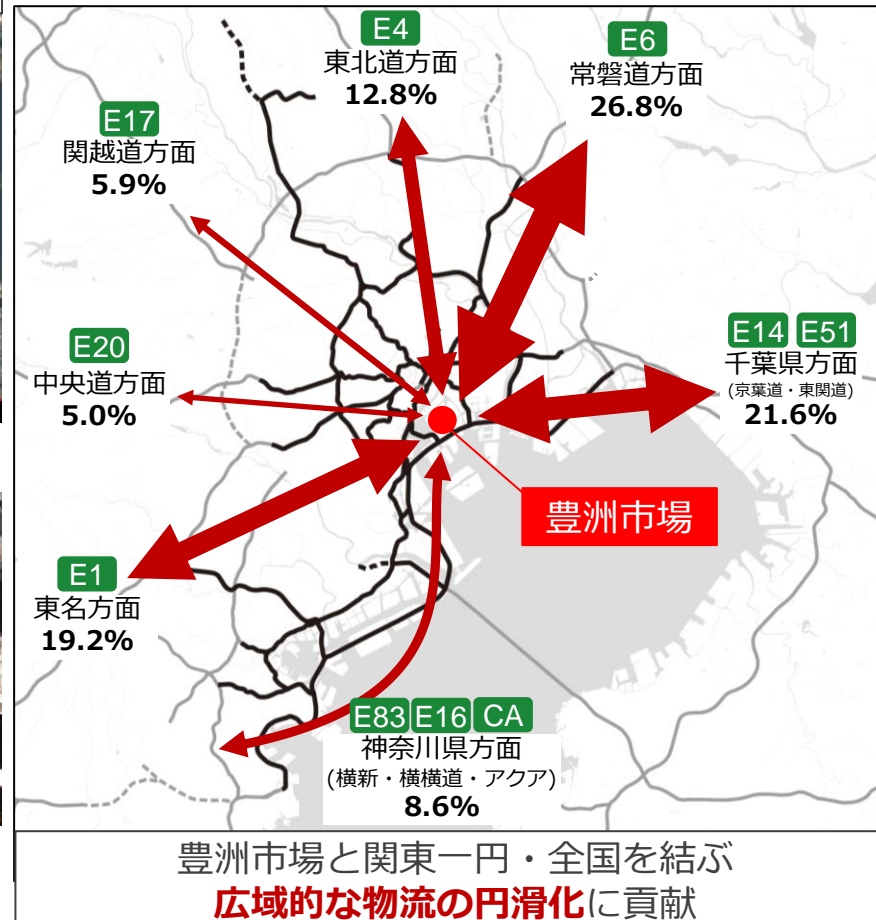 E4
東北道方面
12.8%
E6
常磐道方面
26.8%
E17
関越道方面
5.9%
E20
中央道方面
5.0%
E14 E51
千葉県方面
(京葉道・東関道)
21.6%
豊洲市場
E1
東名方面
19.2%
E83 E16 CA
神奈川県方面
(横新・横横道・アクア)
8.6%
豊洲市場と関東一円・全国を結ぶ
広域的な物流の円滑化に貢献